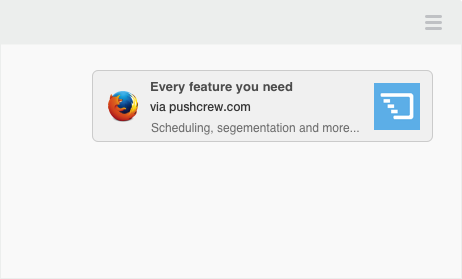 Every feature you need
via pushcrew.com
Scheduling, segementation and more...